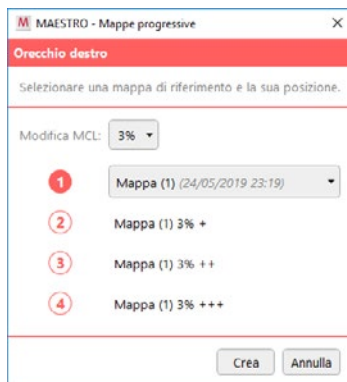 M MAESTRO - Mappe progressive
Orecchio destro
Selezionare una mappa di riferimento e la sua posizione.
Modifica MCL: 3%
1 Mappa (1) (24/05/2019 23:19)
2 Mappa (1) 3% +
3 Mappa (1) 3% ++
4 Mappa (1) 3% +++
Crea Annulla